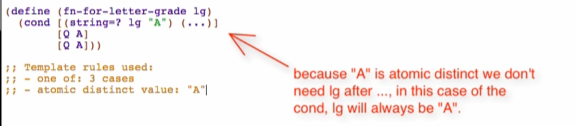 (define (fn-for-letter-grade lg)
(cond [(string=? lg "A") (...)]
[Q A]
[Q A]))
;; Template rules used:
;; - one of: 3 cases
;; - atomic distinct value: "A"
because "A" is atomic distinct we don't
need lg after ..., in this case of the
cond, lg will always be "A".